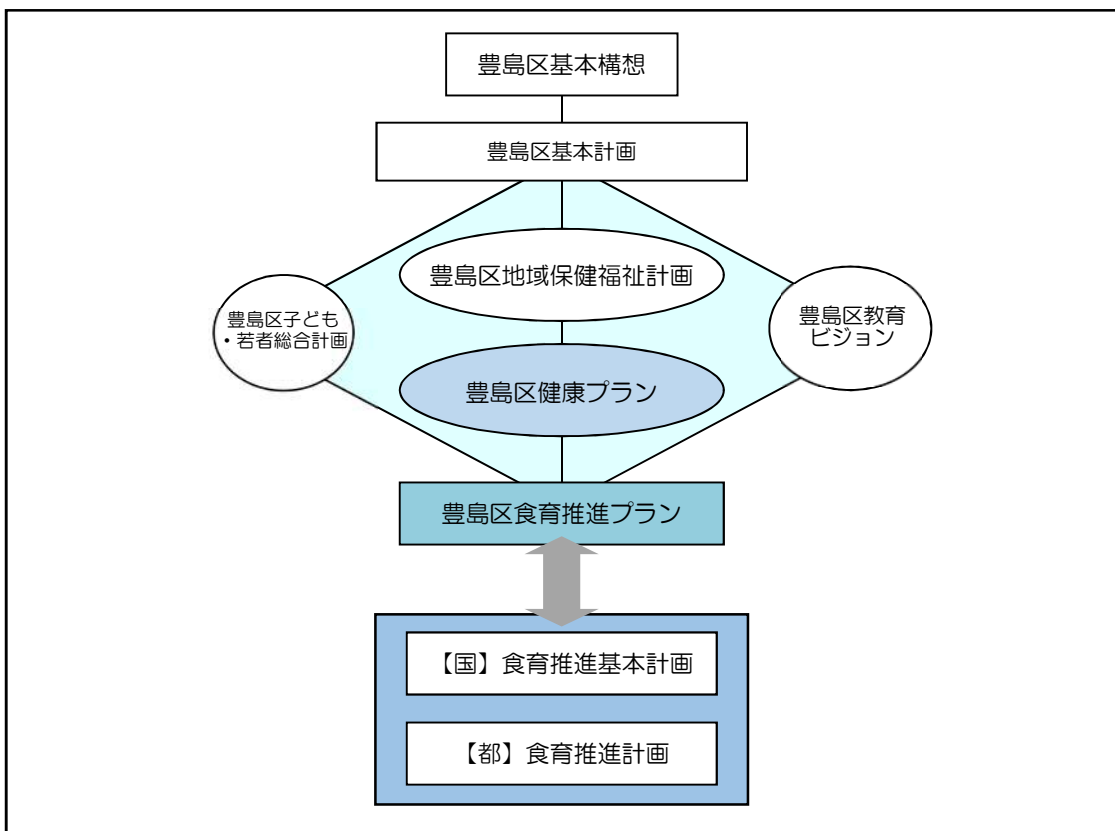 豊島区基本構想
豊島区基本計画
豊島区地域保健福祉計画
豊島区子ども
・若者総合計画
豊島区教育
ビジョン
豊島区健康プラン
豊島区食育推進プラン
【国】食育推進基本計画
【都】食育推進計画